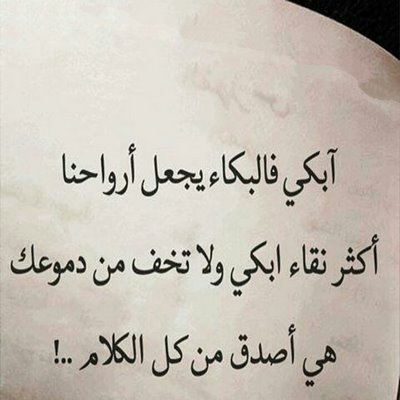 آبكي فالبكاء يجعل أرواحنا
أكثر نقاء ابكي ولا تخف من دموعك
هي أصدق من كل الكلام ..!